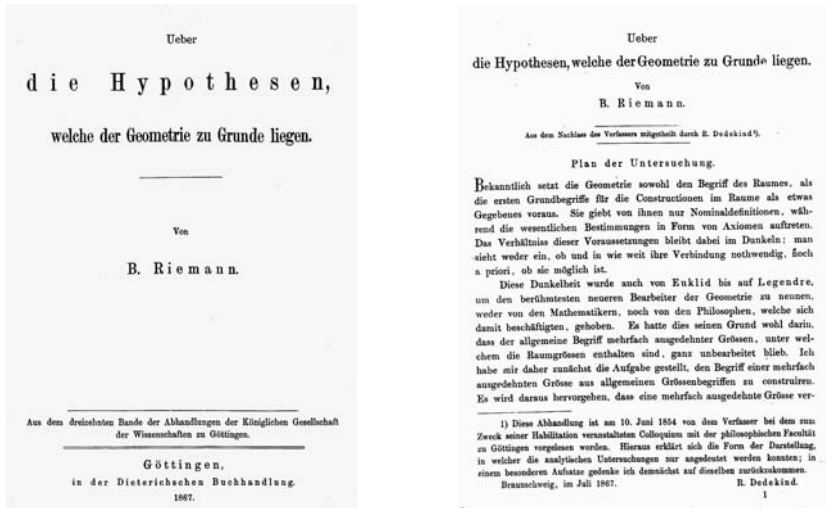 Ueber
die Hypothesen,
welche der Geometrie zu Grunde liegen.
Von
B. Riemann.
Aus dem dreizehnten Bande der Abhandlungen der Königlichen Gesellschaft
der Wissenschaften zu Göttingen.
Göttingen,
in der Dieterichschen Buchhandlung.
1867.
Ueber
die Hypothesen, welche der Geometrie zu Grunde liegen.
Von
B. Riemann.
Aus dem Nachlass des Verfassers mitgetheilt durch R. Dedekind¹).
Plan der Untersuchung.
Bekanntlich setzt die Geometrie sowohl den Begriff des Raumes, als
die ersten Grundbegriffe für die Constructionen im Raume als etwas
Gegebenes voraus. Sie giebt von ihnen nur Nominaldefinitionen, wäh-
rend die wesentlichen Bestimmungen in Form von Axiomen auftreten.
Das Verhältniss dieser Voraussetzungen bleibt dabei im Dunkeln; man
sieht weder ein, ob und in wie weit ihre Verbindung nothwendig, noch
a priori, ob sie möglich ist.
Diese Dunkelheit wurde auch von Euklid bis auf Legendre,
um den berühmtesten neueren Bearbeiter der Geometrie zu nennen,
weder von den Mathematikern, noch von den Philosophen, welche sich
damit beschäftigten, gehoben. Es hatte dies seinen Grund wohl darin,
dass der allgemeine Begriff mehrfach ausgedehnter Grössen, unter wel-
chem die Raumgrössen enthalten sind, ganz unbearbeitet blieb. Ich
habe mir daher zunächst die Aufgabe gestellt, den Begriff einer mehrfach
ausgedehnten Grösse aus allgemeinen Grössenbegriffen zu construiren.
Es wird daraus hervorgehen, dass eine mehrfach ausgedehnte Grösse ver-
1) Diese Abhandlung ist am 10. Juni 1854 von dem Verfasser bei dem zum
Zweck seiner Habilitation veranstalteten Colloquium mit der philosophischen Facultät
zu Göttingen vorgelesen worden. Hieraus erklärt sich die Form der Darstellung,
in welcher die analytischen Untersuchungen nur angedeutet werden konnten; in
einem besonderen Aufsatze gedenke ich demnächst auf dieselben zurückzukommen.
Braunschweig, im Juli 1867. R. Dedekind.
1